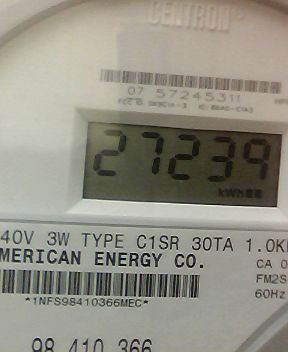 CENTRON
07 57245311
27239
kWh
40V 3W TYPE C1SR 30TA 1.0K
MERICAN ENERGY CO. CA 0
FM2S
60Hz
*1NFS98410366MEC*
98 410 366